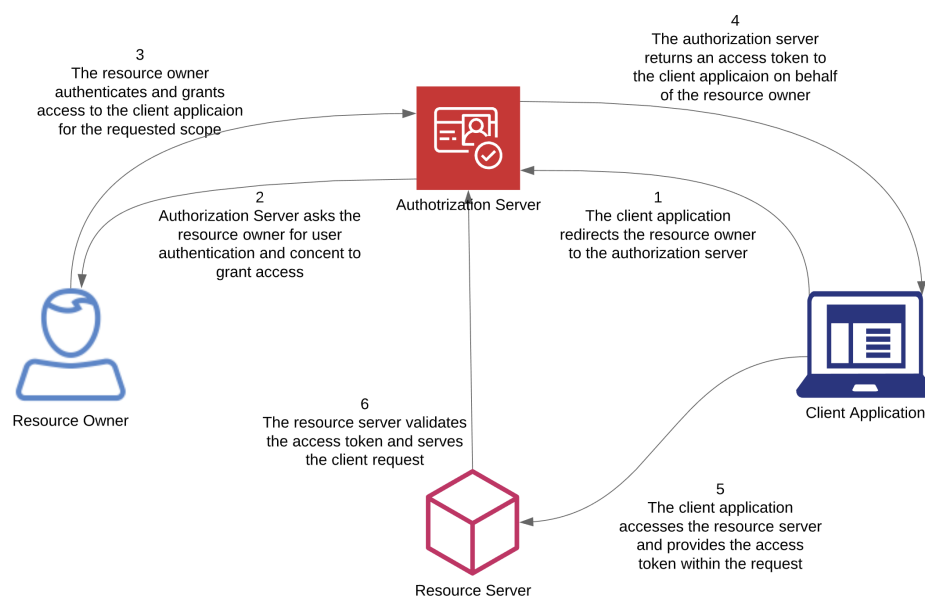 4
The authorization server
returns an access token to
the client applicaion on behalf
of the resource owner
3
The resource owner
authenticates and grants
access to the client applicaion
for the requested scope
Authotrization Server
2
Authorization Server asks the
resource owner for user
authentication and concent to
grant access
1
The client application
redirects the resource owner
to the authorization server
Resource Owner
Client Application
6
The resource server validates
the access token and serves
the client request
5
The client application
accesses the resource server
and provides the access
token within the request
Resource Server